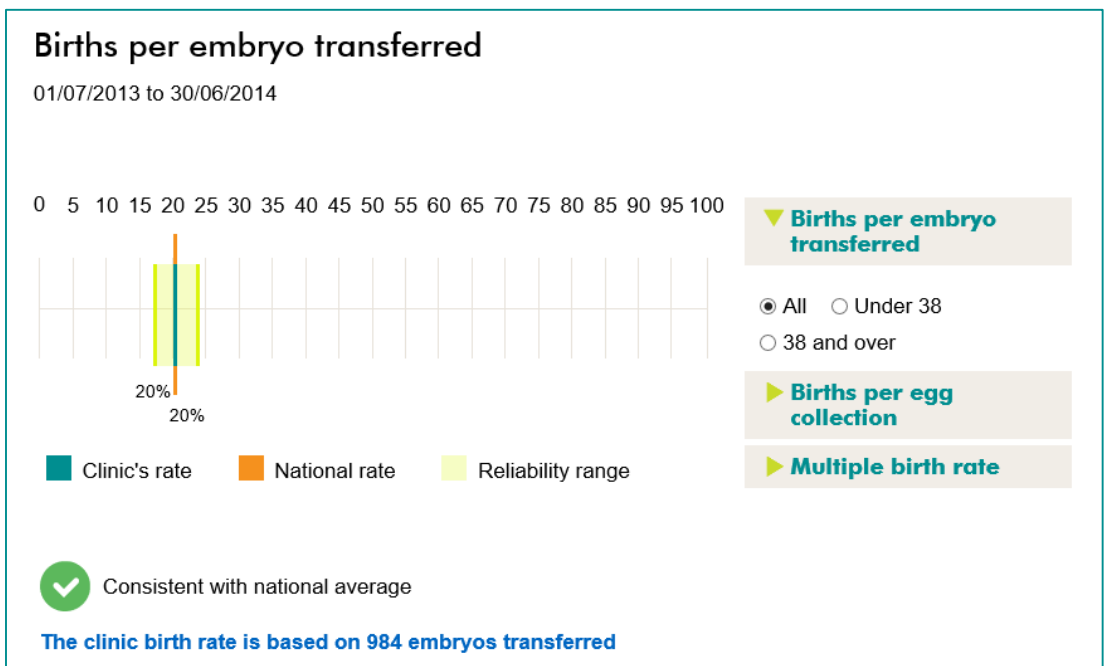 Births per embryo transferred
01/07/2013 to 30/06/2014
0 5 10 15 20 25 30 35 40 45 50 55 60 65 70 75 80 85 90 95 100
20%
20%
Clinic's rate National rate Reliability range
Births per embryo
transferred
All Under 38
38 and over
Births per egg
collection
Multiple birth rate
Consistent with national average
The clinic birth rate is based on 984 embryos transferred